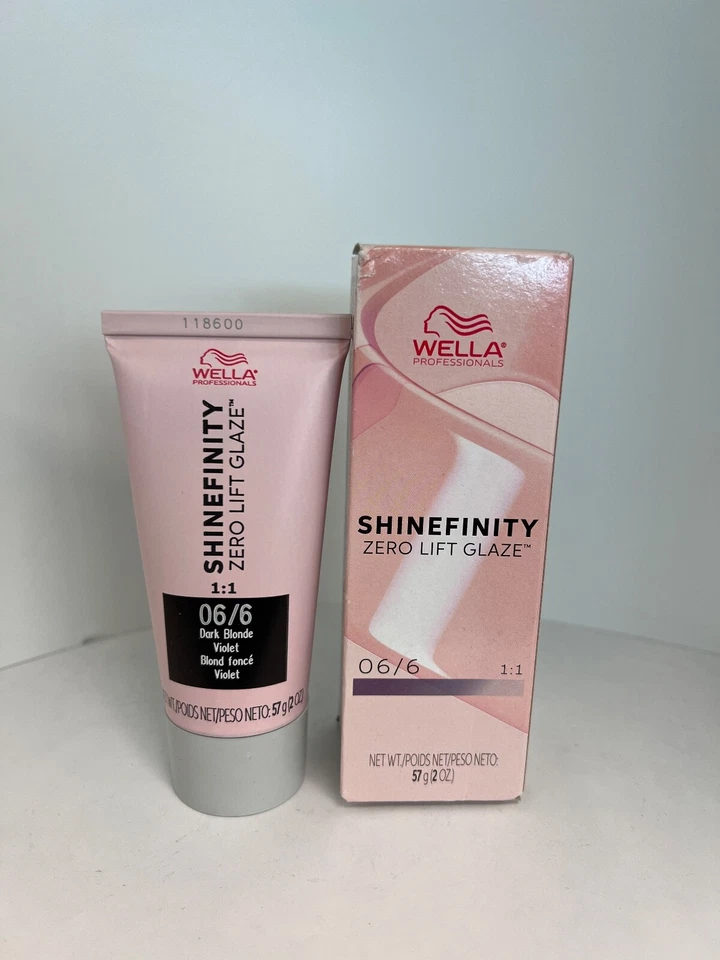 118600
WELLA®
PROFESSIONALS
SHINEFINITY
ZERO LIFT GLAZE™
1:1
06/6
Dark Blonde
Violet
Blond foncé
Violet
WT./POIDS NET/PESO NETO: 57 g (2 OZ.)
WELLA®
PROFESSIONALS
SHINEFINITY
ZERO LIFT GLAZE™
06/6 1:1
NET WT./POIDS NET/PESO NETO:
57 g (2 OZ.)